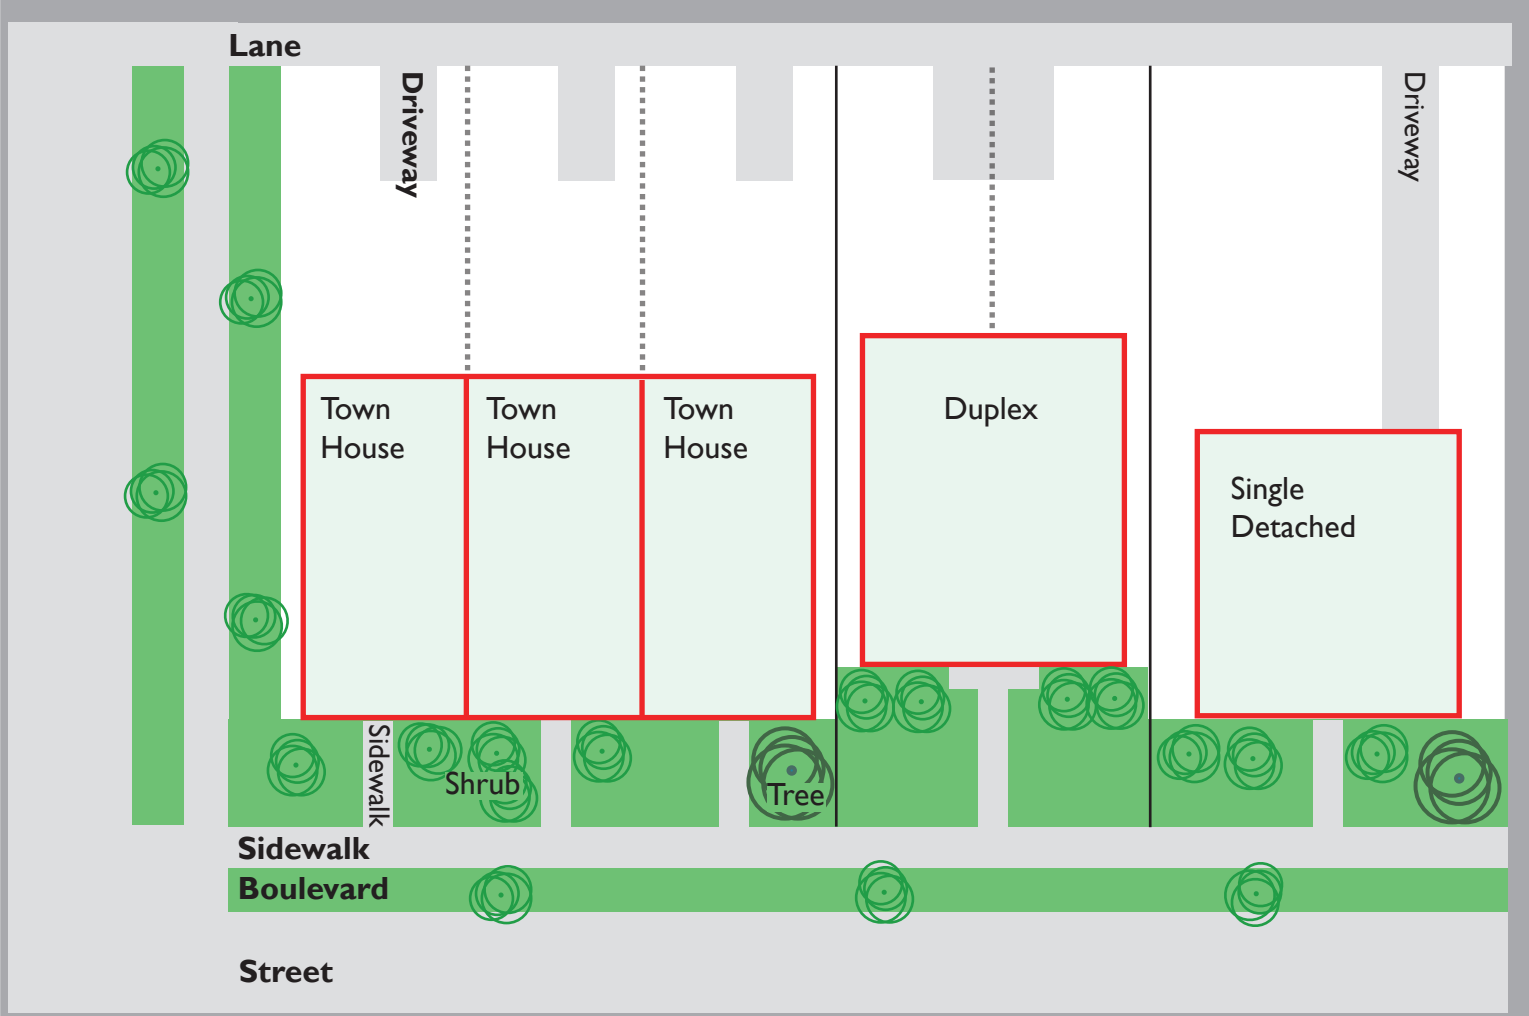 Lane
Driveway
Driveway
Town
House
Town
House
Town
House
Duplex
Single
Detached
Sidewalk
Shrub
Tree
Sidewalk
Boulevard
Street